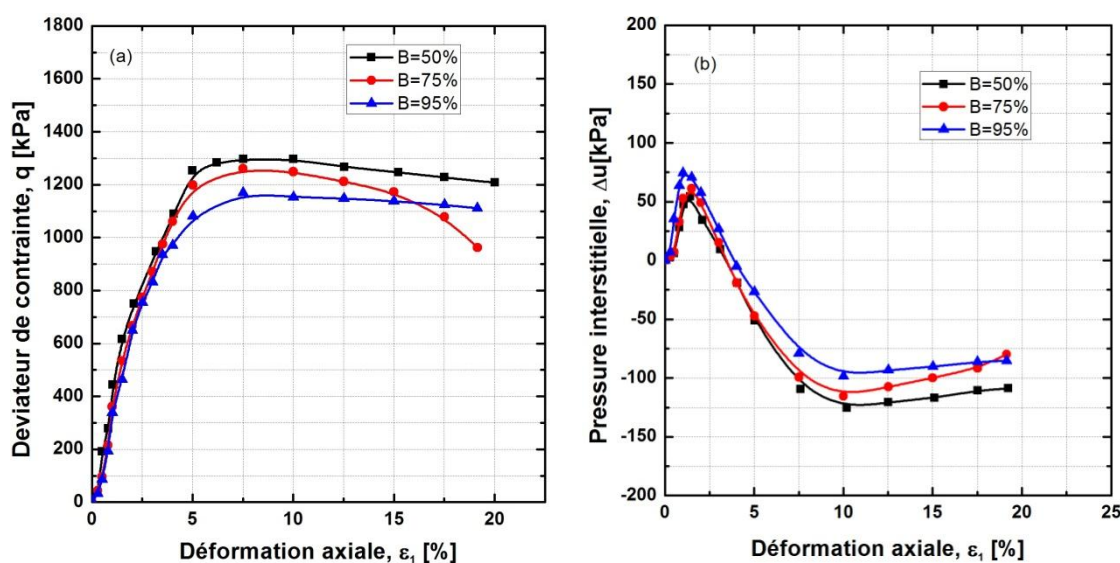 (a)
B=50%
B=75%
B=95%
Deviateur de contrainte, q [kPa]
1800
1600
1400
1200
1000
800
600
400
200
0
0 5 10 15 20
Déformation axiale, ε₁ [%]
(b)
B=50%
B=75%
B=95%
Pressure interstitielle, Δu[kPa]
200
150
100
50
0
-50
-100
-150
-200
0 5 10 15 20 25
Déformation axiale, ε₁ [%]